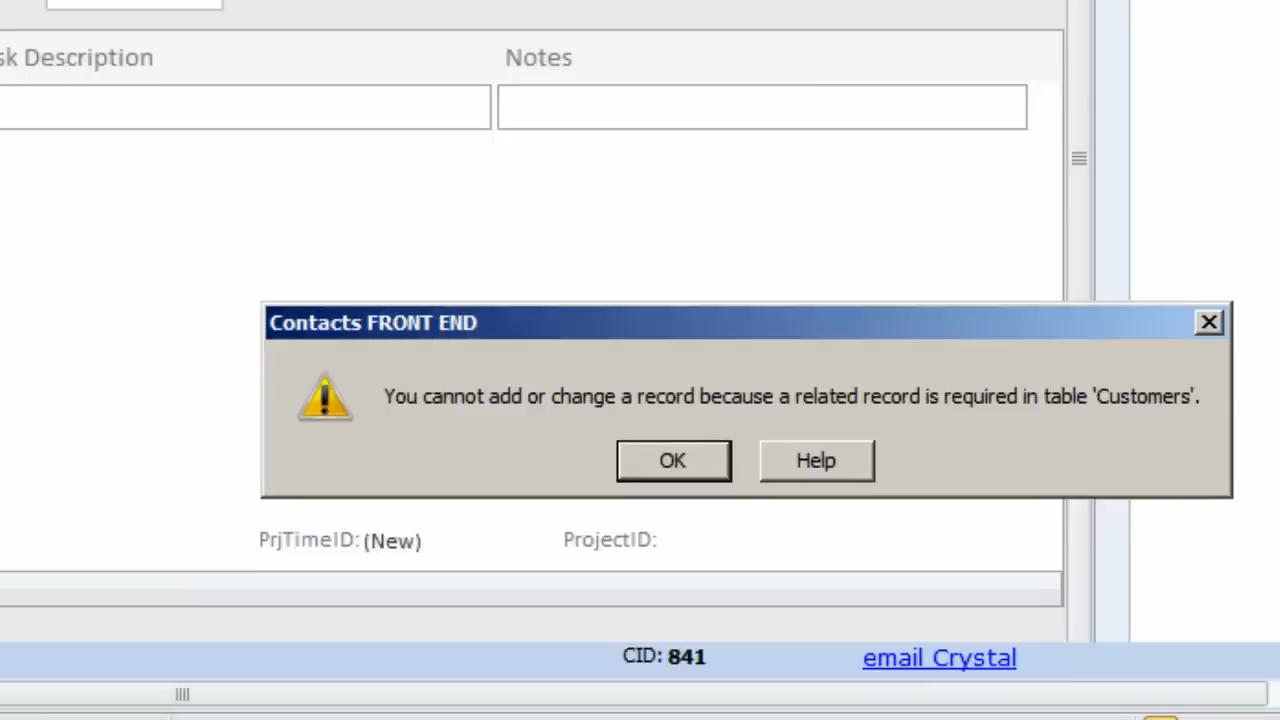 sk Description Notes
Contacts FRONT END
You cannot add or change a record because a related record is required in table 'Customers'.
OK Help
PrjTimeID: (New) ProjectID:
CID: 841 email Crystal